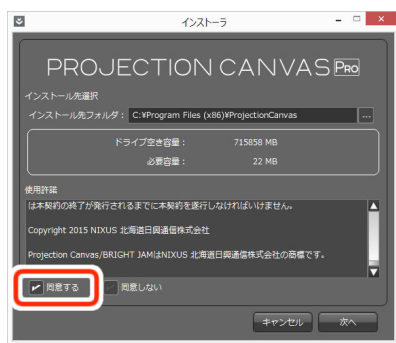 インストーラ
PROJECTION CANVAS PRO
インストール先選択
インストール先フォルダ： C:¥Program Files (x86)¥ProjectionCanvas ...
ドライブ空き容量： 715858 MB
必要容量： 22 MB
使用許諾
は本契約の終了が発行されるまでに本契約を遂行しなければいけません。
Copyright 2015 NIXUS 北海道日興通信株式会社
Projection Canvas/BRIGHT JAMはNIXUS 北海道日興通信株式会社の商標です。
同意する 同意しない
キャンセル 次へ